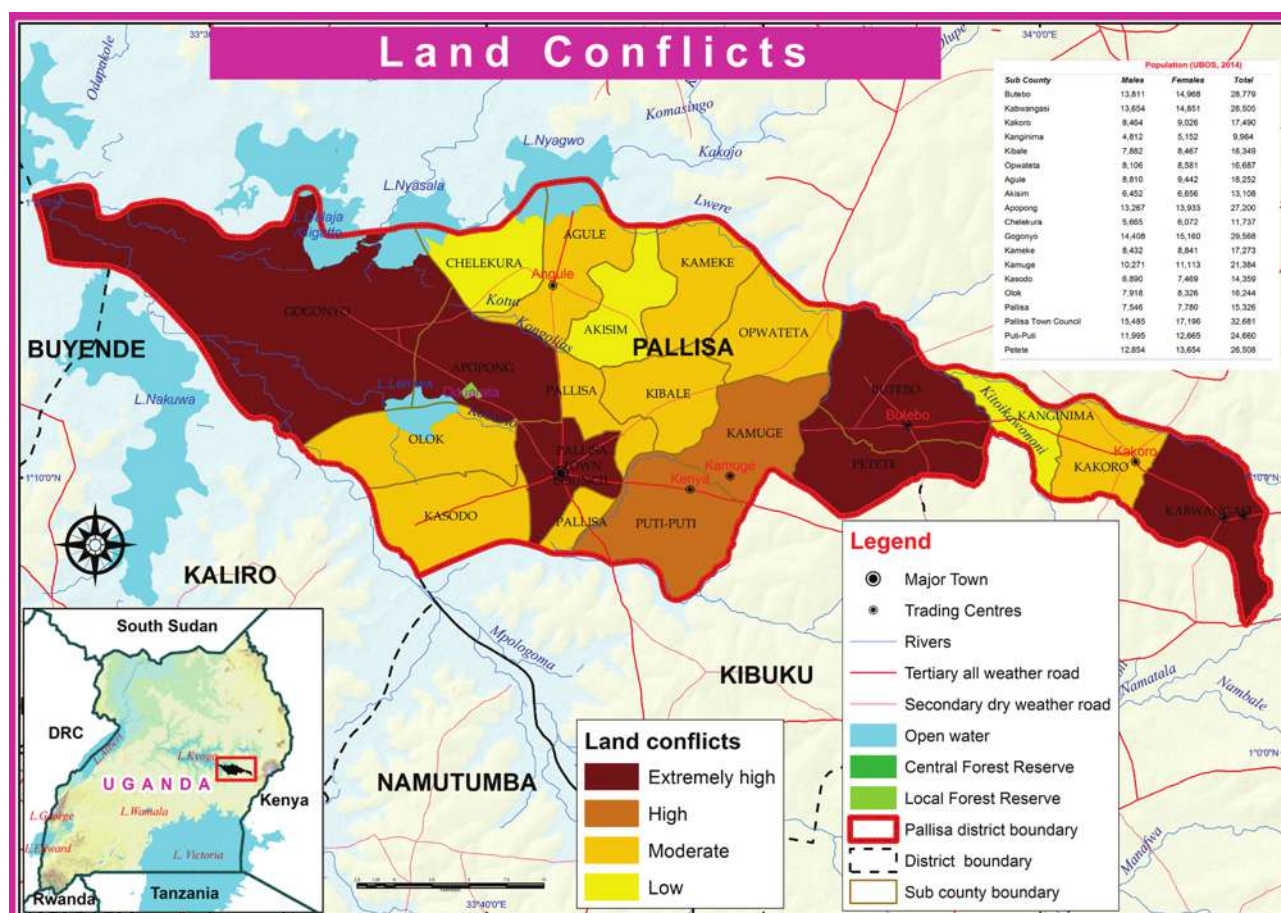 Land Conflicts
33°30'
34°0'0"E
Population (UBOS, 2014)
Sub County Males Females Total
Butebo 13,811 14,968 28,779
Kabwangasi 13,654 14,851 28,505
Kakoro 8,464 9,026 17,490
Kanginima 4,812 5,152 9,964
Kibale 7,882 8,467 16,349
Opwateta 8,106 8,581 16,687
Agule 8,810 9,442 18,252
Akisim 6,452 6,656 13,108
Apopong 13,267 13,933 27,200
Chelekura 5,665 6,072 11,737
Gogonyo 14,408 15,160 29,568
Kameke 8,432 8,841 17,273
Kamuge 10,271 11,113 21,384
Kasodo 6,890 7,469 14,359
Olok 7,918 8,326 16,244
Pallisa 7,546 7,780 15,326
Pallisa Town Council 15,485 17,196 32,681
Puti-Puti 11,995 12,665 24,660
Petete 12,854 13,654 26,508
Odapakole
Komasingo
Kakojo
L.Nyagwo
L.Nyasala
Lwere
AGULE
CHELEKURA
KAMEKE
Angule
Kotua
GOGONYO
Kongollas
AKISIM
OPWATETA
BUYENDE
PALLISA
APOPONG
L.Nakuwa
PALLISA
KIBALE
BUTEBO
Butebo
KANGINIMA
Kitoikawononi
OLOK
KAMUGE
PALLISA
TOWN
COUNCIL
Kamuge
Kenya
PETETE
KAKORO
Kakoro
1°10'0"N
KASODO
PALLISA
PUTI-PUTI
KABWANGASI
KALIRO
Mpologoma
KIBUKU
NAMUTUMBA
Namatala
Nambale
Manafwa
1°0'0"N
33°40'0"E
South Sudan
DRC
L.Albert
L.Kyoga
UGANDA
Kenya
L.George
L.Wamala
L.Edward
L. Victoria
Rwanda
Tanzania
Land conflicts
Extremely high
High
Moderate
Low
Legend
Major Town
Trading Centres
Rivers
Tertiary all weather road
Secondary dry weather road
Open water
Central Forest Reserve
Local Forest Reserve
Pallisa district boundary
District boundary
Sub county boundary